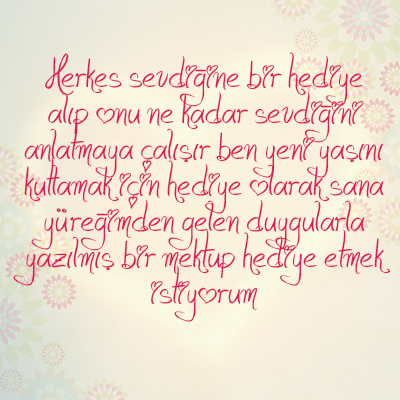 Herkes sevdiğine bir hediye
alıp onu ne kadar sevdiğini
anlatmaya çalışır ben yeni yaşını
kutlamak için hediye olarak sana
yüreğimden gelen duygularla
yazılmış bir mektup hediye etmek
istiyorum